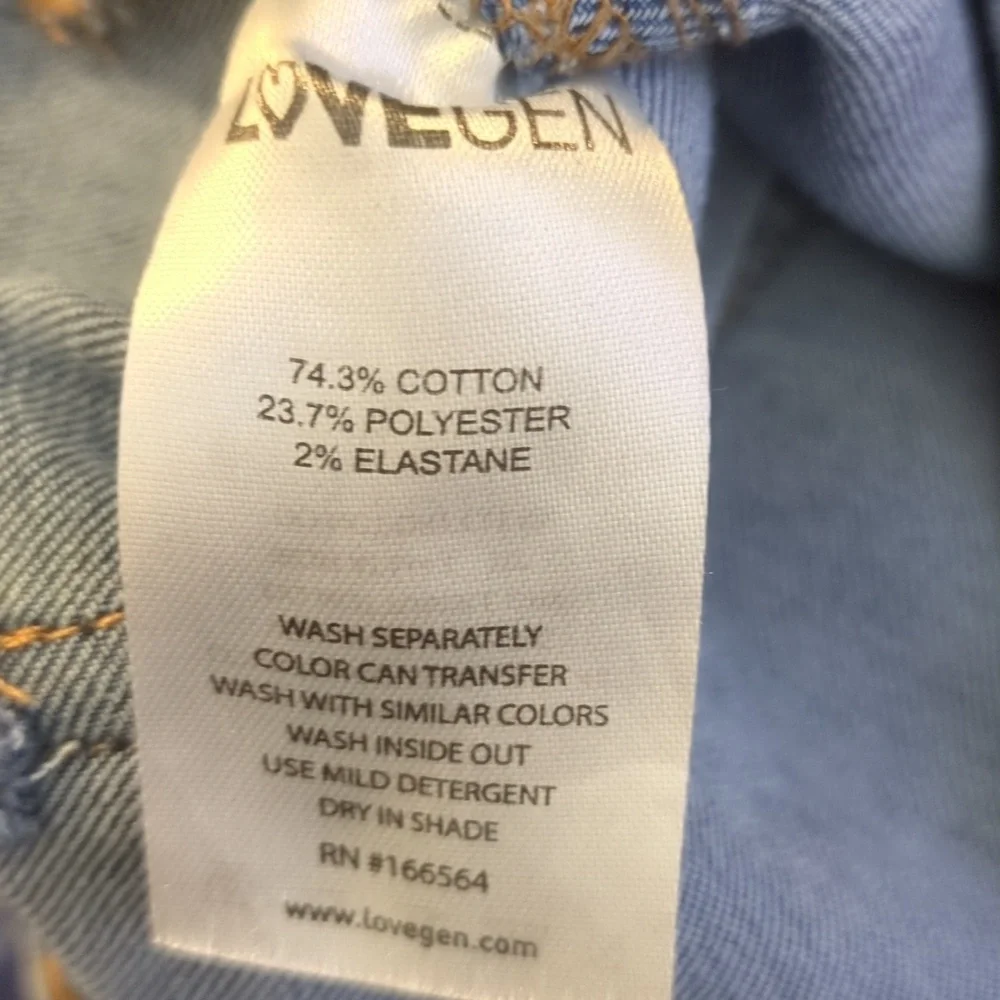 LOVEGEN
74.3% COTTON
23.7% POLYESTER
2% ELASTANE
WASH SEPARATELY
COLOR CAN TRANSFER
WASH WITH SIMILAR COLORS
WASH INSIDE OUT
USE MILD DETERGENT
DRY IN SHADE
RN #166564
www.lovegen.com